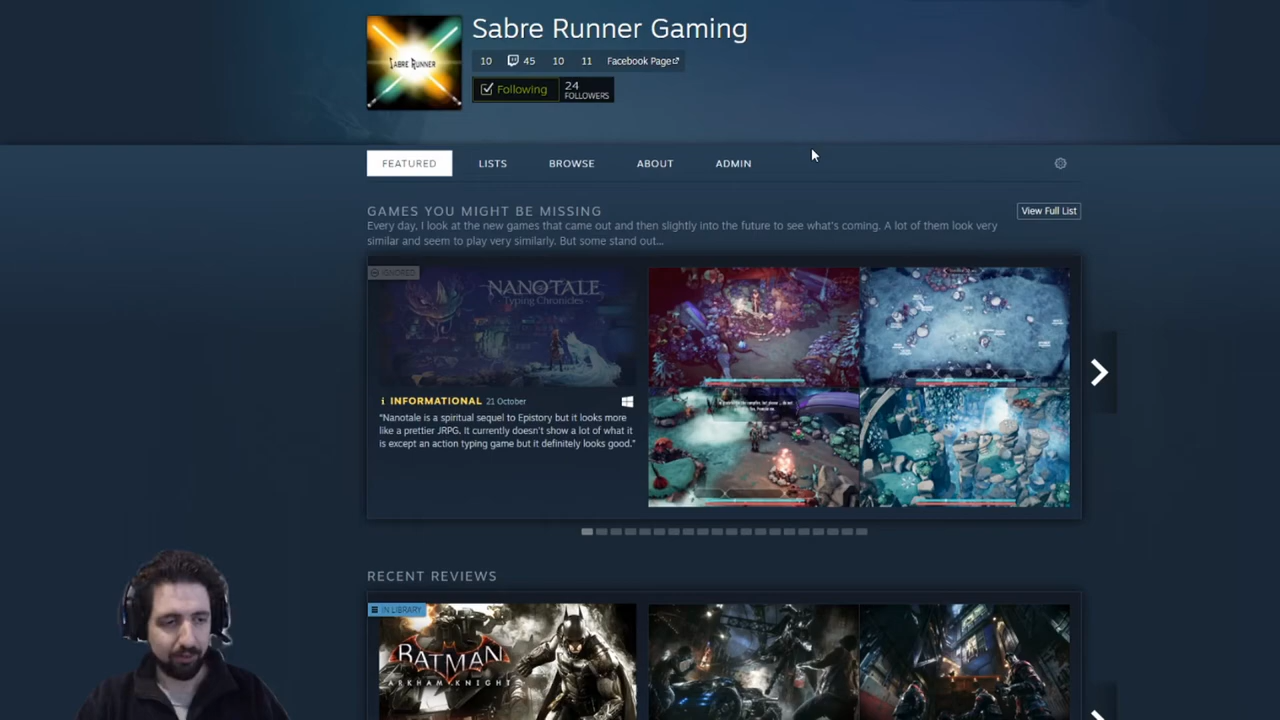 Sabre Runner Gaming
SABRE RUNNER
10 45 10 11 Facebook Page
Following
24
FOLLOWERS
FEATURED LISTS BROWSE ABOUT ADMIN
GAMES YOU MIGHT BE MISSING
View Full List
Every day, I look at the new games that came out and then slightly into the future to see what's coming. A lot of them look very
similar and seem to play very similarly. But some stand out...
IGNORED
NANOTALE
- Typing Chronicles -
i INFORMATIONAL 21 October
"Nanotale is a spiritual sequel to Epistory but it looks more
like a prettier JRPG. It currently doesn't show a lot of what it
is except an action typing game but it definitely looks good."
RECENT REVIEWS
IN LIBRARY
BATMAN
ARKHAM KNIGHT